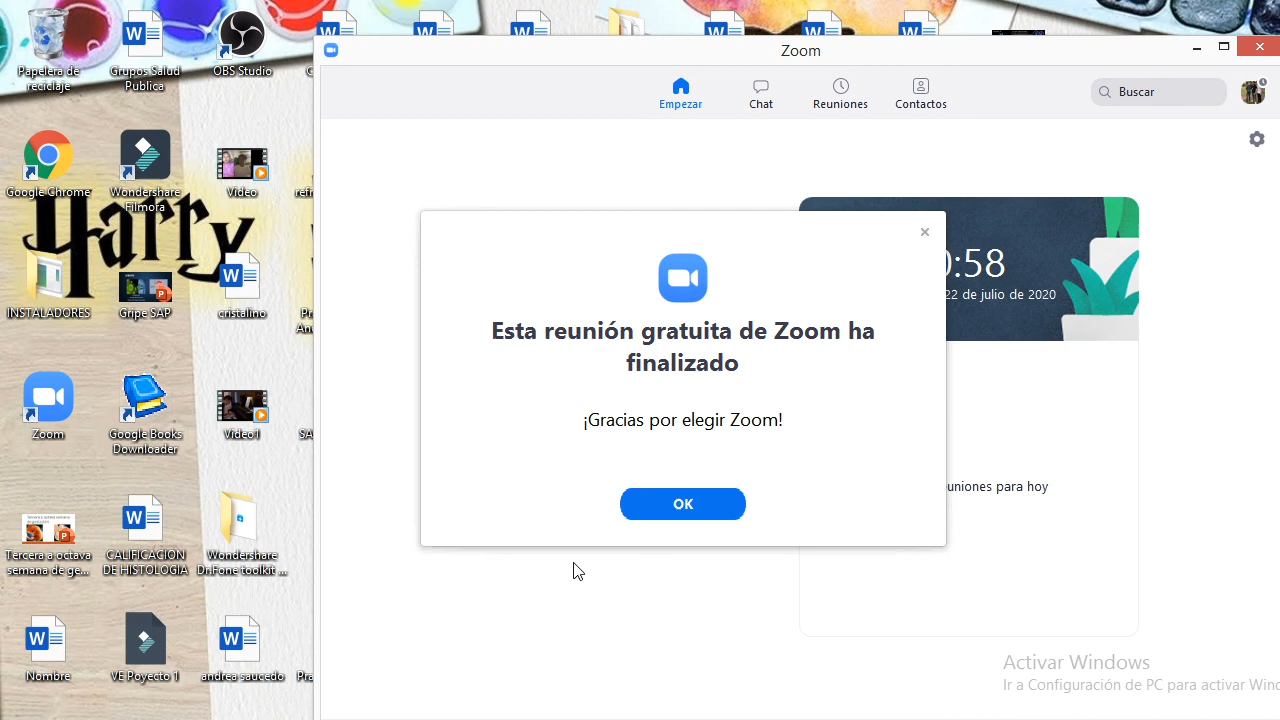 Papelera de
reciclaje
Grupos Salud
Publica
OBS Studio
Google Chrome
Wondershare
Filmora
Video
Harry
INSTALADORES
Gripe SAP
cristalino
Zoom
Google Books
Downloader
Video1
Tercera a octava
semana de ge...
CALIFICACION
DE HISTOLOGIA
Wondershare
Dr.Fone toolkit ...
Nombre
VE Poyecto 1
andrea saucedo
Zoom
Empezar
Chat
Reuniones
Contactos
Buscar
:58
22 de julio de 2020
Esta reunión gratuita de Zoom ha
finalizado
¡Gracias por elegir Zoom!
OK
uniones para hoy
Activar Windows
Ir a Configuración de PC para activar Wind